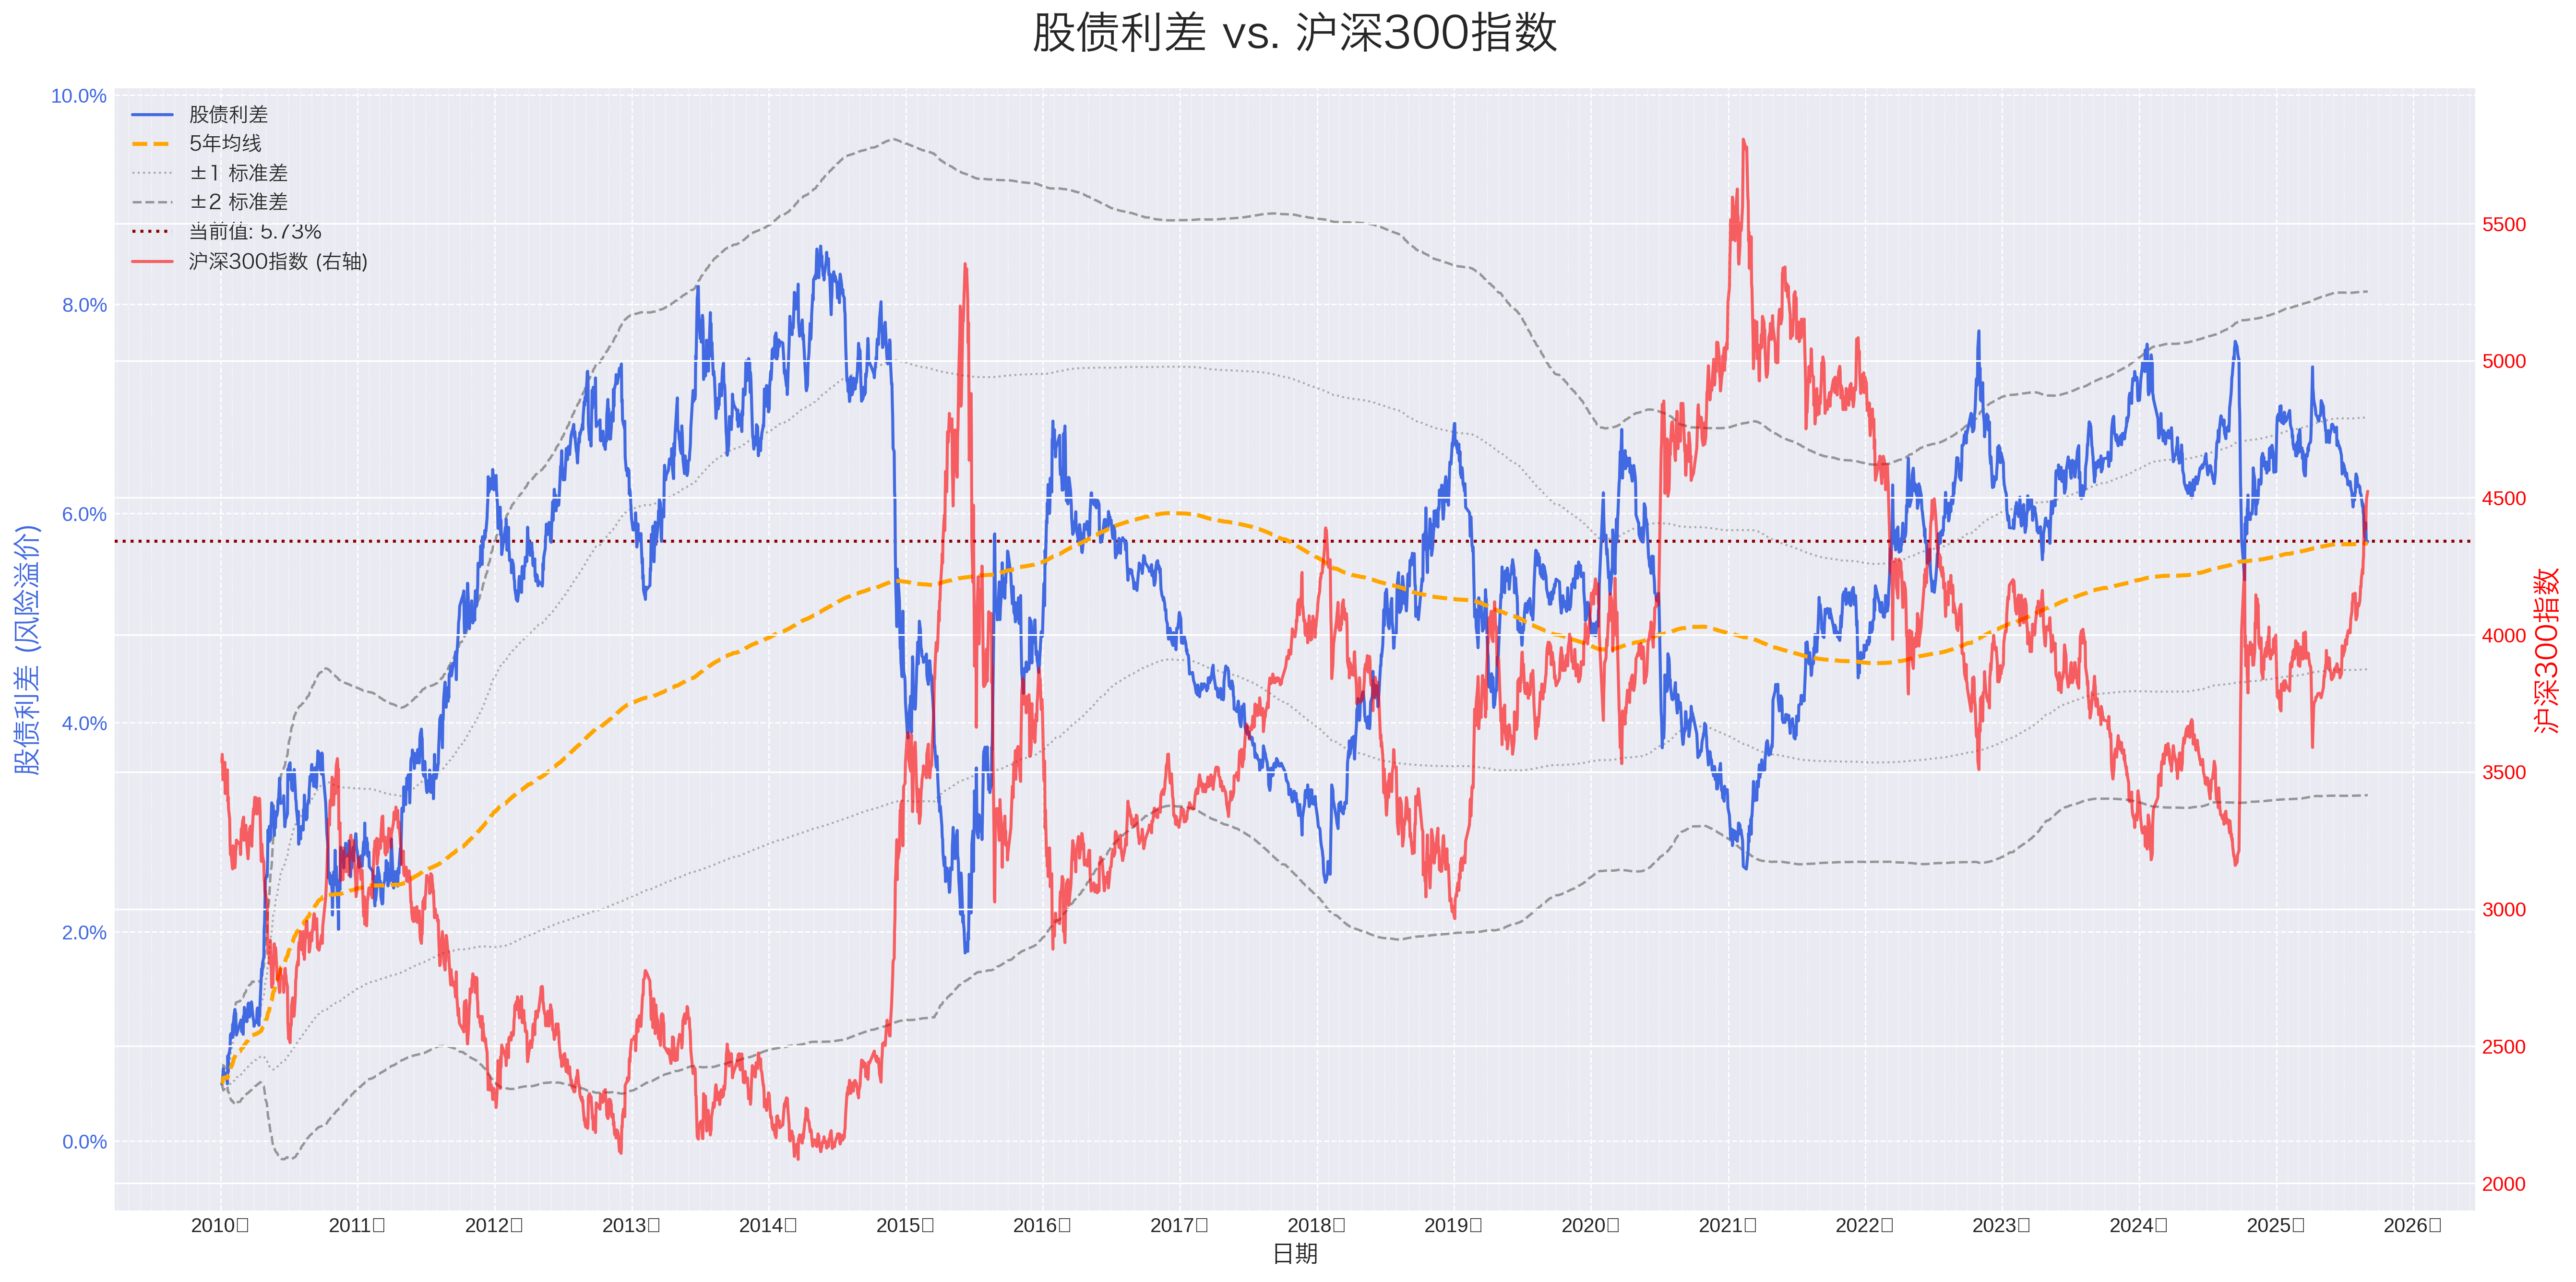 股债利差 vs. 沪深300指数
股债利差
5年均线
±1 标准差
±2 标准差
当前值: 5.73%
沪深300指数 (右轴)
股债利差 (风险溢价)
10.0%
8.0%
6.0%
4.0%
2.0%
0.0%
5500
5000
4500
4000
3500
3000
2500
2000
沪深300指数
2010□ 2011□ 2012□ 2013□ 2014□ 2015□ 2016□ 2017□ 2018□ 2019□ 2020□ 2021□ 2022□ 2023□ 2024□ 2025□ 2026□
日期